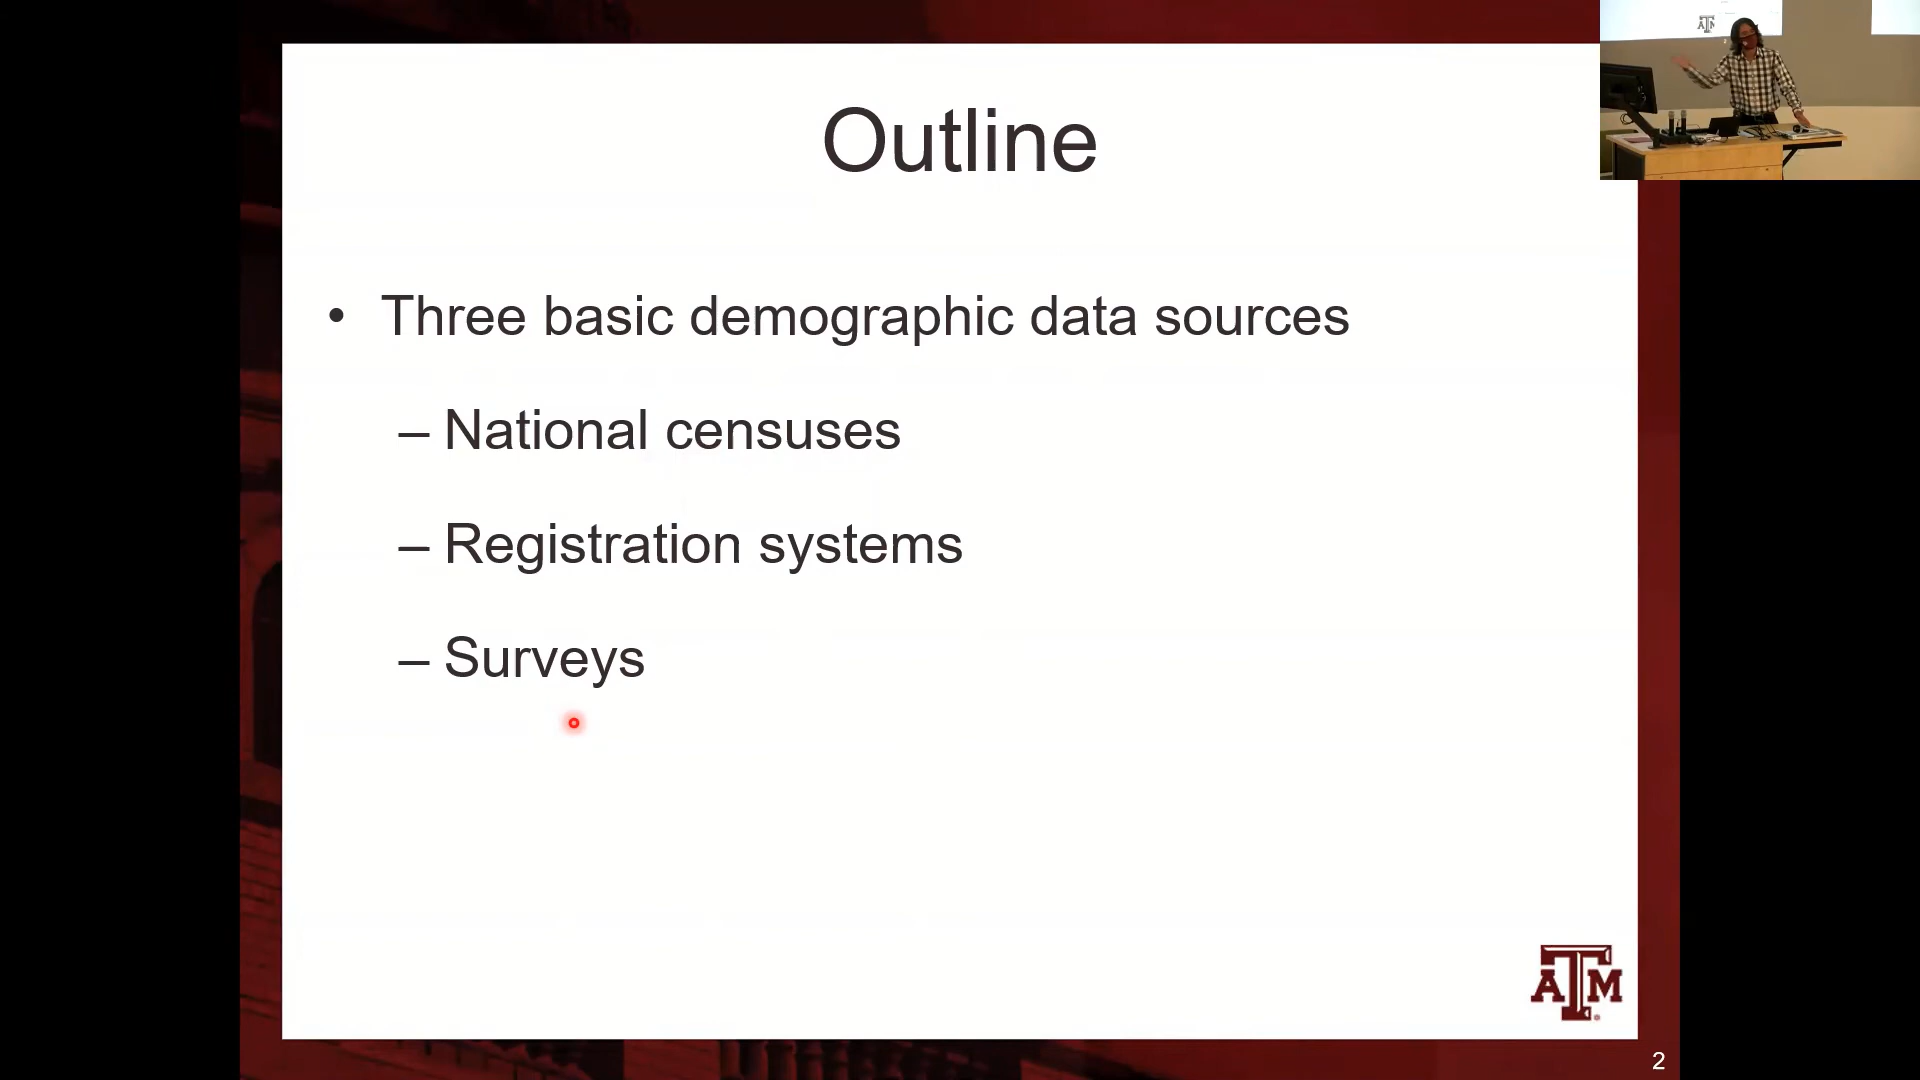 Outline
• Three basic demographic data sources
– National censuses
– Registration systems
– Surveys
ATM
2